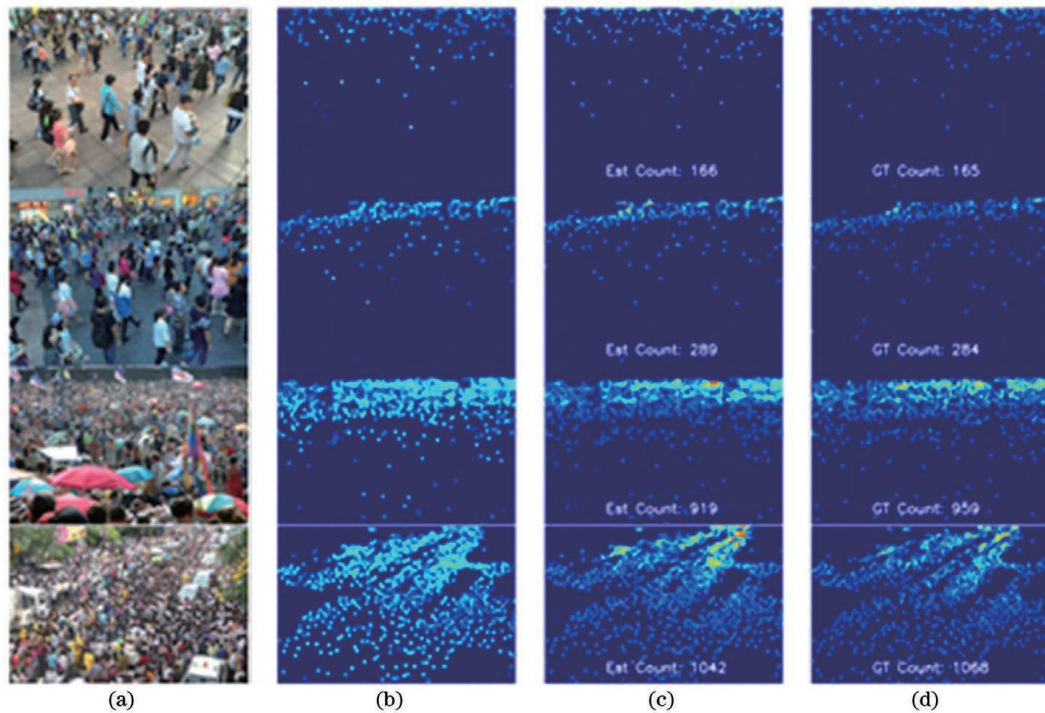 Est Count: 166
GT Count: 165
Est Count: 289
GT Count: 284
Est Count: 919
GT Count: 959
Est Count: 1042
GT Count: 1068
(a) (b) (c) (d)